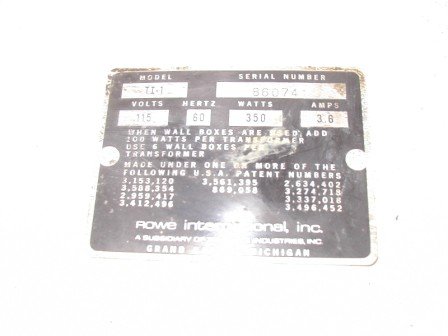 MODEL SERIAL NUMBER
TI-1 66074
VOLTS HERTZ WATTS AMPS
115 60 350 3.6
WHEN WALL BOXES ARE USED ADD
100 WATTS PER TRANSFORMER
USE 6 WALL BOXES PER
TRANSFORMER
MADE UNDER ONE OR MORE OF THE
FOLLOWING U.S.A. PATENT NUMBERS
3,153,120 3,561,395 2,634,402
3,588,354 3,274,718
2,959,417 3,337,018
3,412,496 3,496,452
Rowe international, inc.
A SUBSIDIARY OF INDUSTRIES, INC.
GRAND MICHIGAN